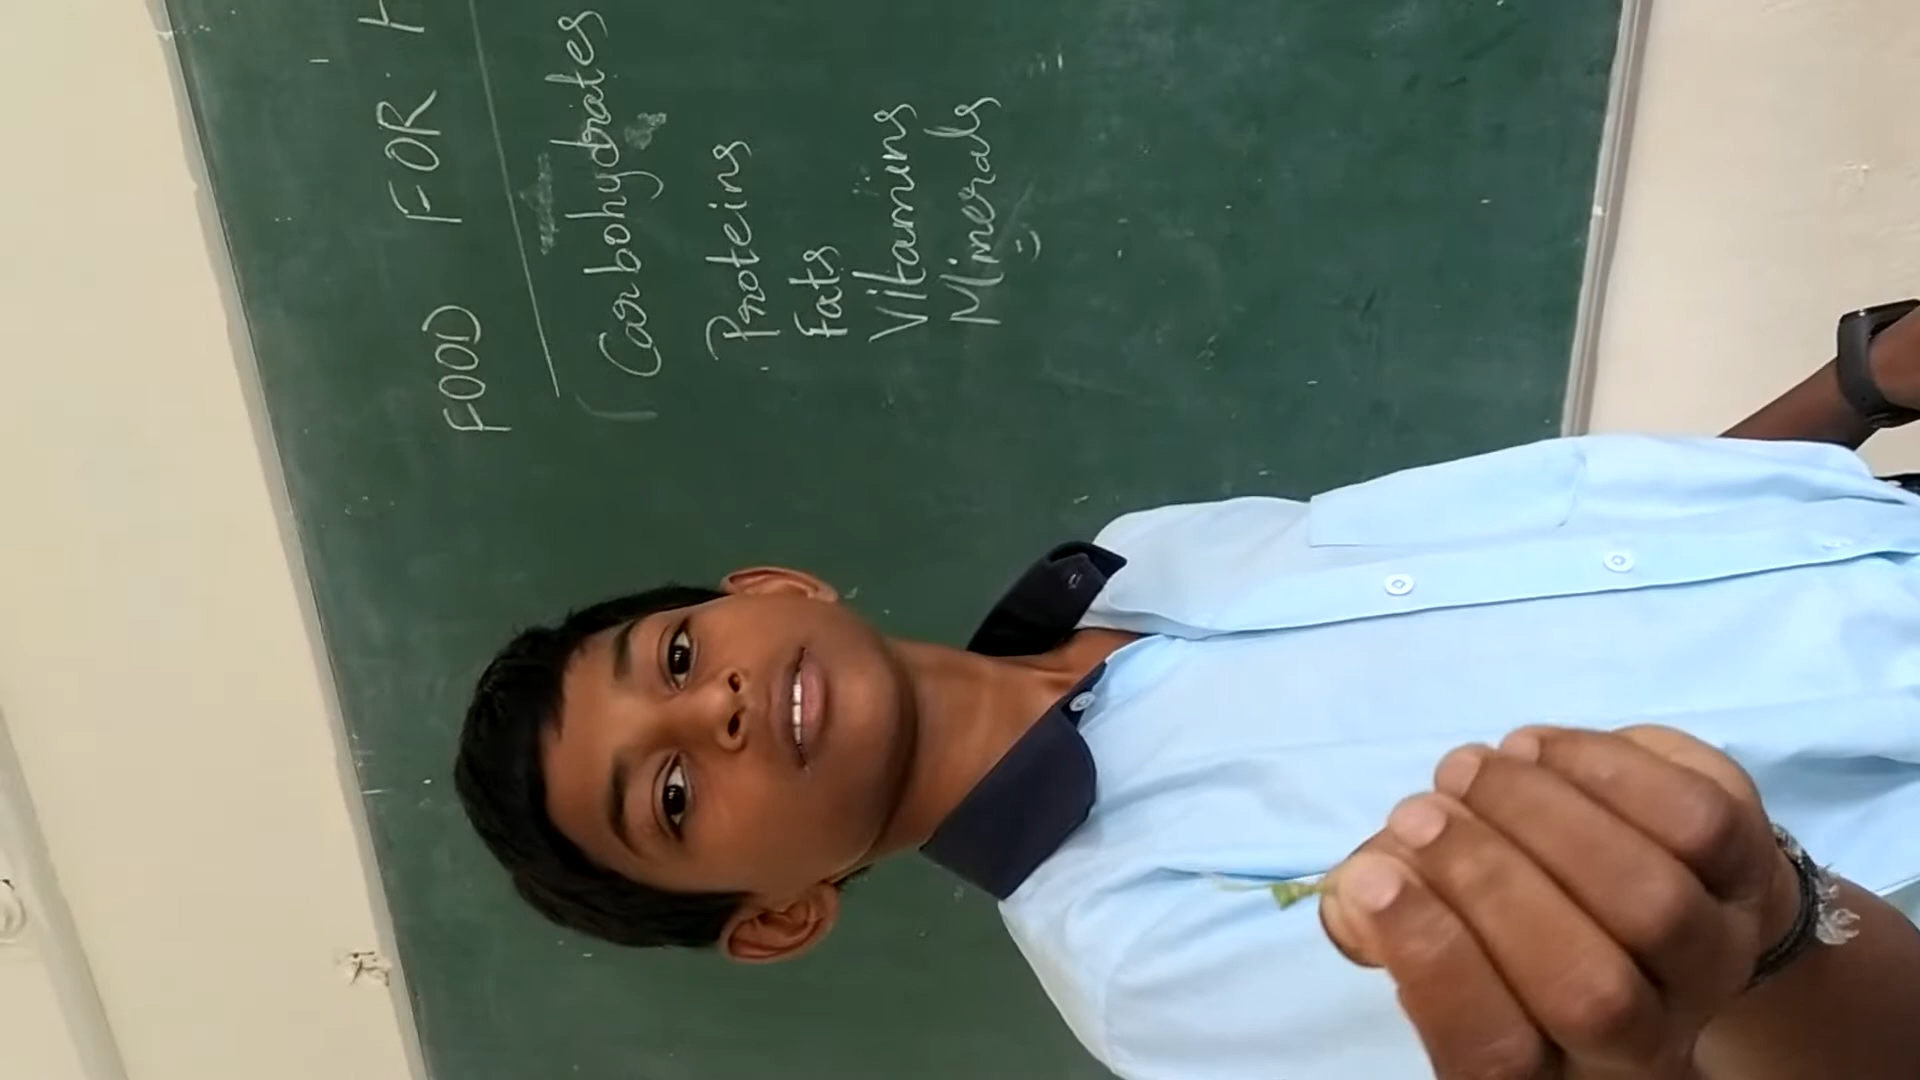 FOOD FOR
Carbohydrates
Proteins
Fats
Vitamins
Minerals